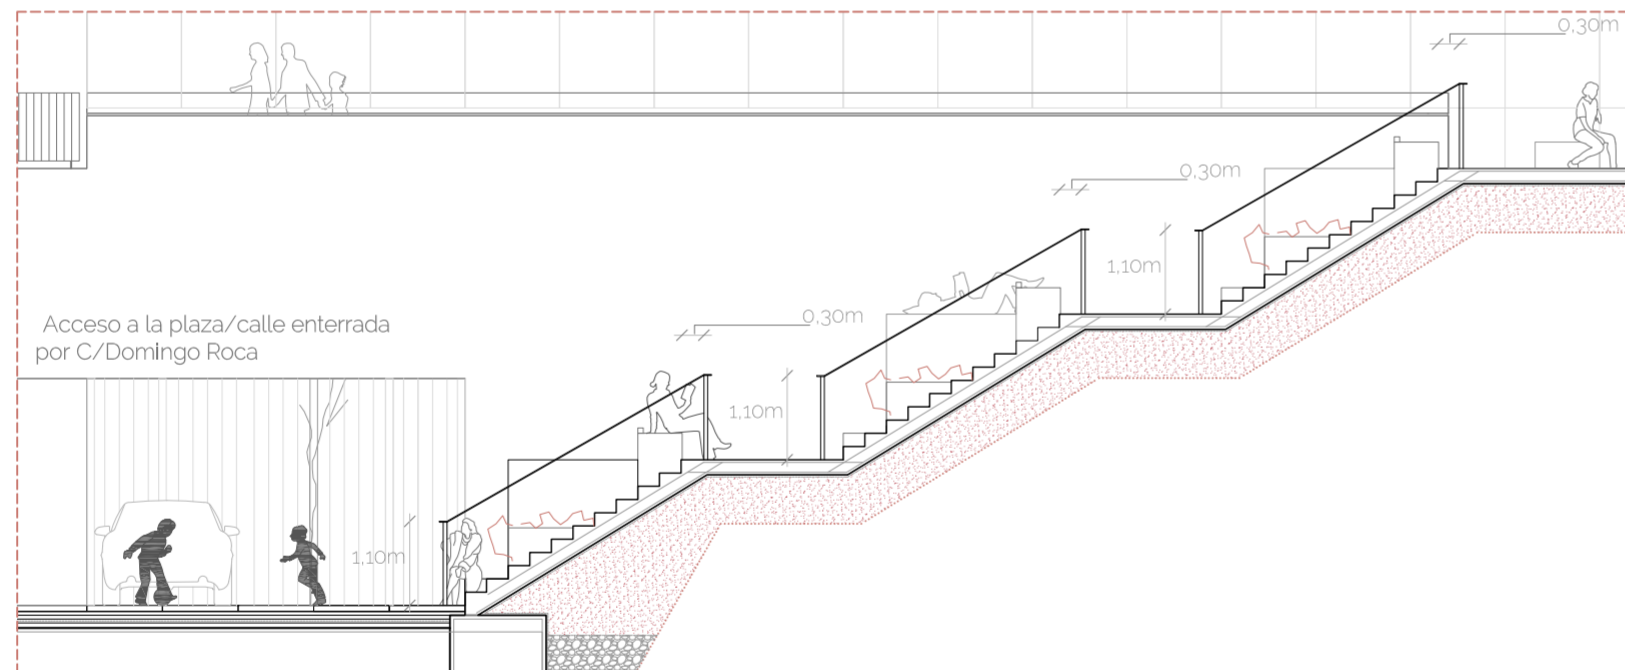 0,30m
0,30m
1,10m
0,30m
Acceso a la plaza/calle enterrada
por C/Domingo Roca
1,10m
1,10m